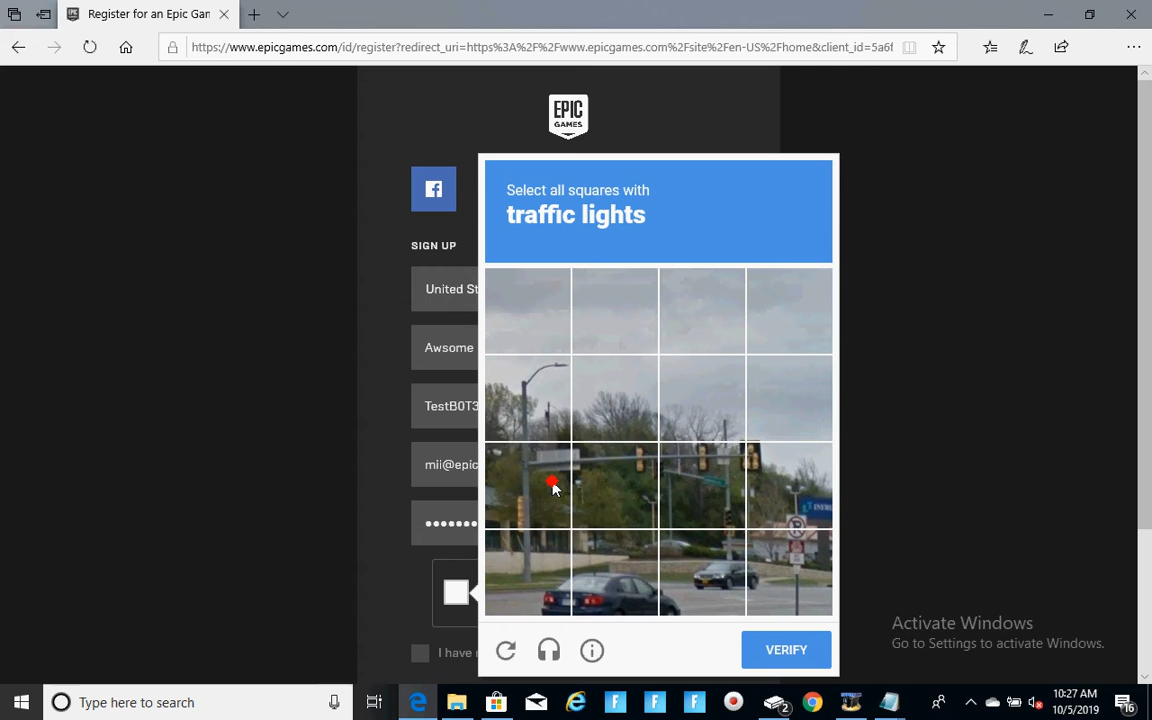 Register for an Epic Gan
https://www.epicgames.com/id/register?redirect_uri=https%3A%2F%2Fwww.epicgames.com%2Fsite%2Fen-US%2Fhome&client_id=5a6f
EPIC
GAMES
Select all squares with
traffic lights
SIGN UP
United St
Awsome
TestB0T3
mii@epic
I have r
VERIFY
Activate Windows
Go to Settings to activate Windows.
Type here to search
2
10:27 AM
10/5/2019
16